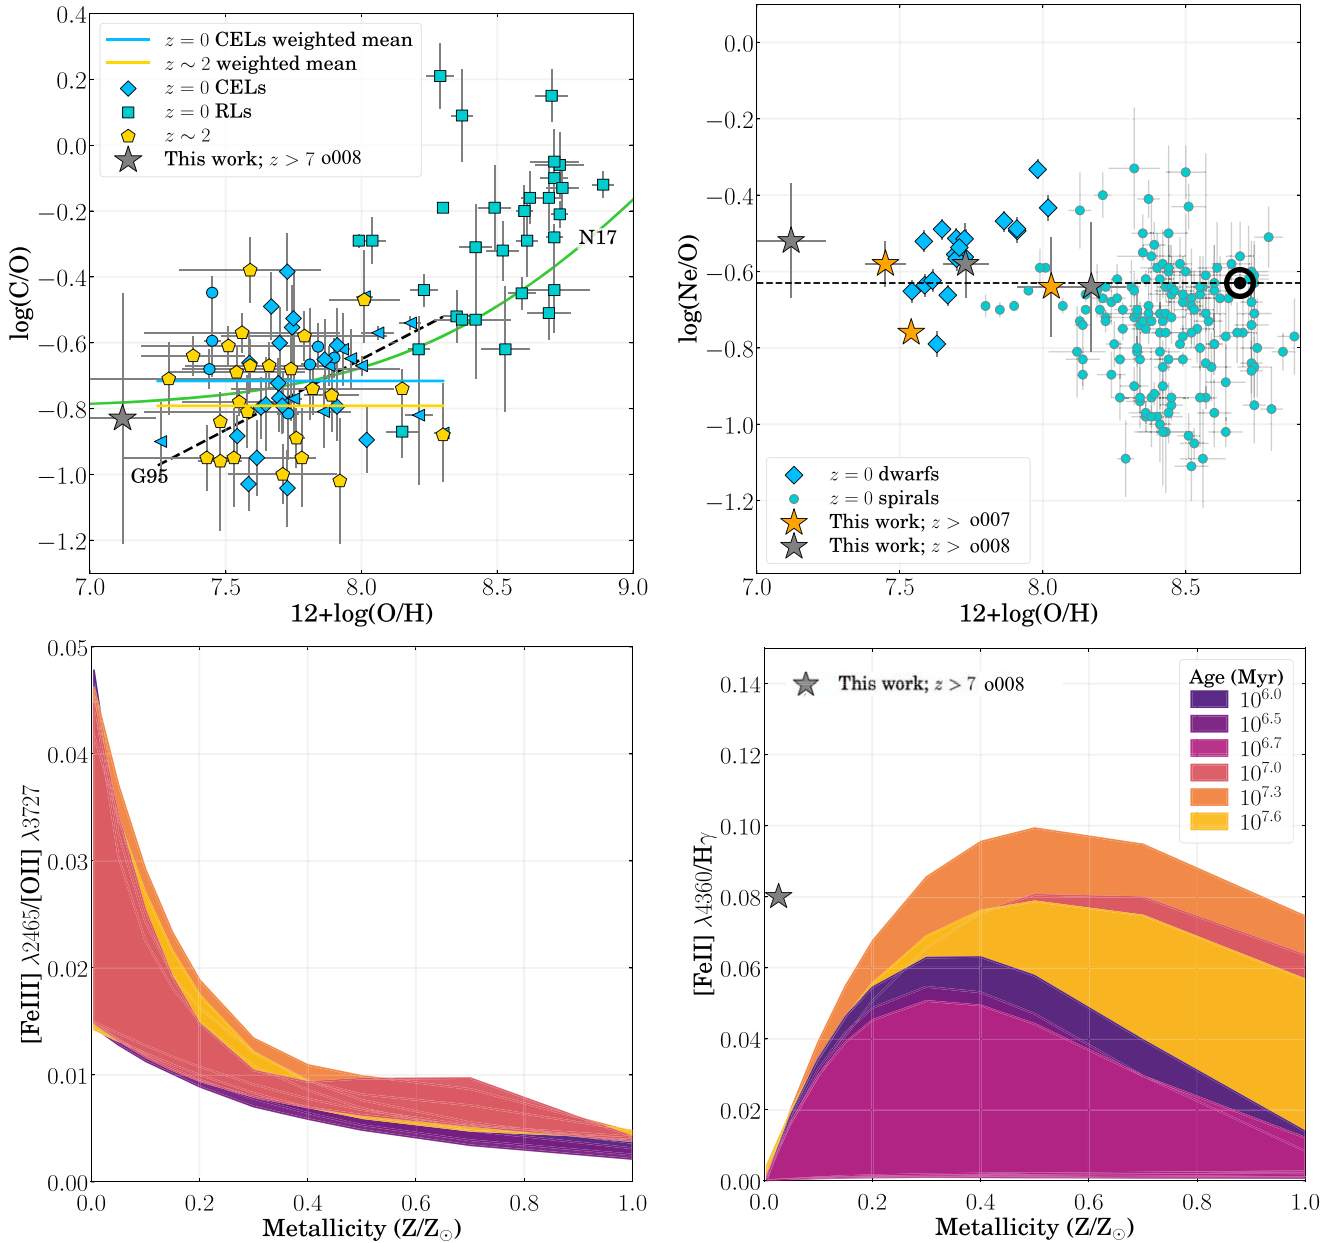 0.4
0.2
0.0
−0.2
−0.4
−0.6
−0.8
−1.0
−1.2
log(C/O)
z = 0 CELs weighted mean
z ∼ 2 weighted mean
z = 0 CELs
z = 0 RLs
z ∼ 2
This work; z > 7 o008
N17
G95
7.0 7.5 8.0 8.5 9.0
12+log(O/H)
0.0
−0.2
−0.4
−0.6
−0.8
−1.0
−1.2
log(Ne/O)
z = 0 dwarfs
z = 0 spirals
This work; z > o007
This work; z > o008
7.0 7.5 8.0 8.5
12+log(O/H)
0.05
0.04
0.03
0.02
0.01
0.00
[FeIII] λ2465/[OII] λ3727
0.0 0.2 0.4 0.6 0.8 1.0
Metallicity (Z/Z⊙)
0.14
0.12
0.10
0.08
0.06
0.04
0.02
0.00
[FeII] λ4360/Hγ
This work; z > 7 o008
Age (Myr)
10^6.0
10^6.5
10^6.7
10^7.0
10^7.3
10^7.6
0.0 0.2 0.4 0.6 0.8 1.0
Metallicity (Z/Z⊙)